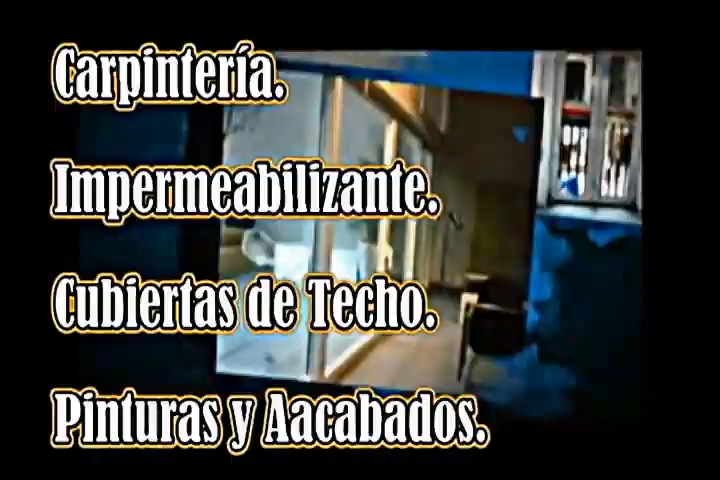 Carpintería.
Impermeabilizante.
Cubiertas de Techo.
Pinturas y Aacabados.